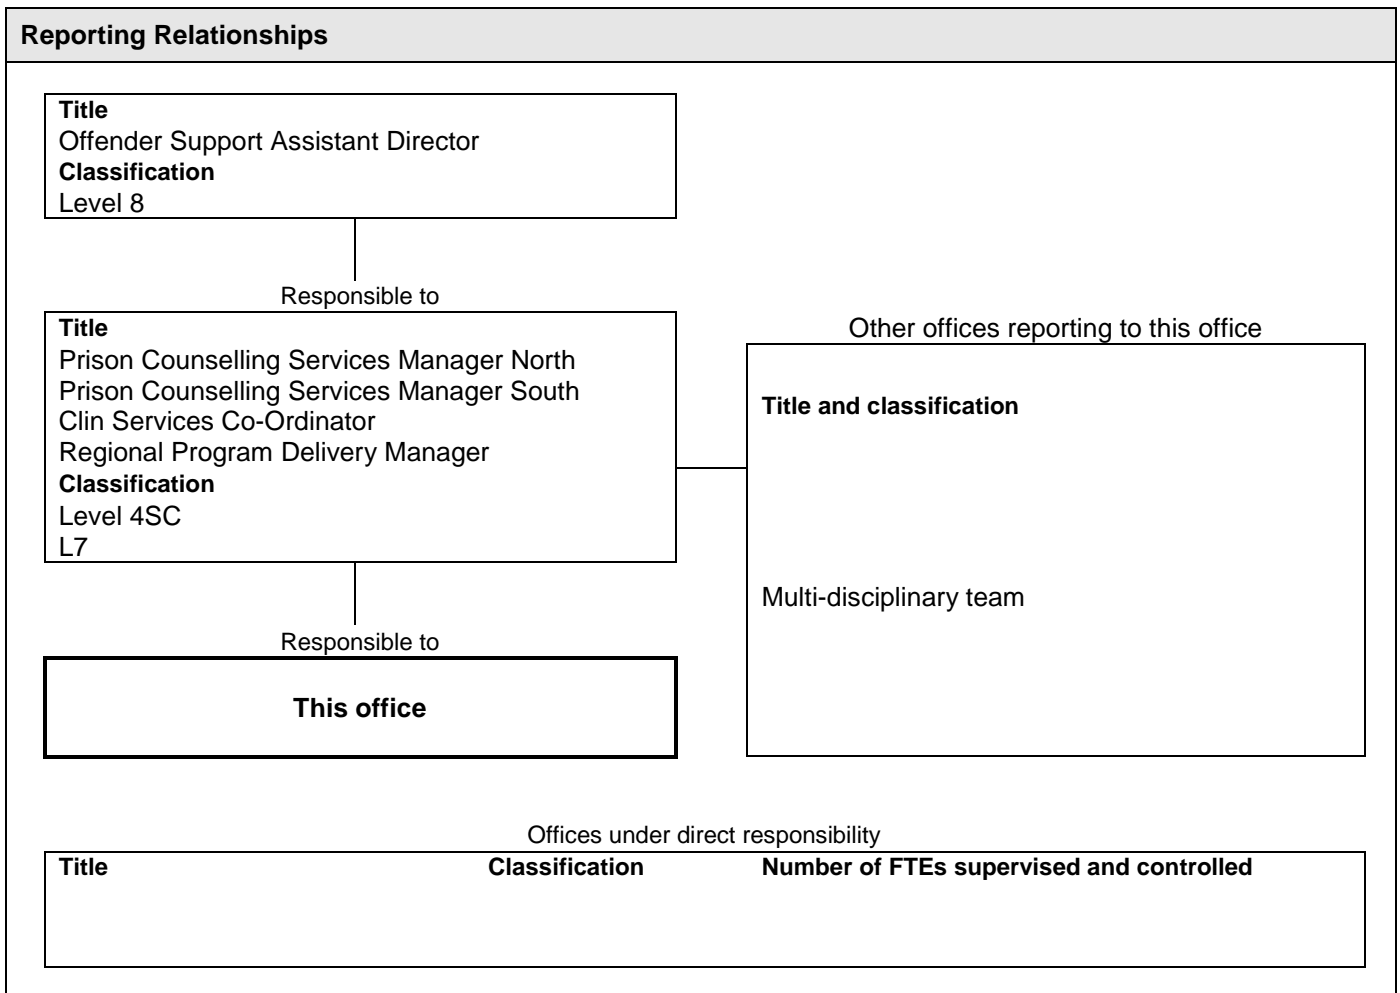 Reporting Relationships
Title
Offender Support Assistant Director
Classification
Level 8
Responsible to
Title
Prison Counselling Services Manager North
Prison Counselling Services Manager South
Clin Services Co-Ordinator
Regional Program Delivery Manager
Classification
Level 4SC
L7
Other offices reporting to this office
Title and classification
Multi-disciplinary team
Responsible to
This office
Offices under direct responsibility
Title Classification Number of FTEs supervised and controlled